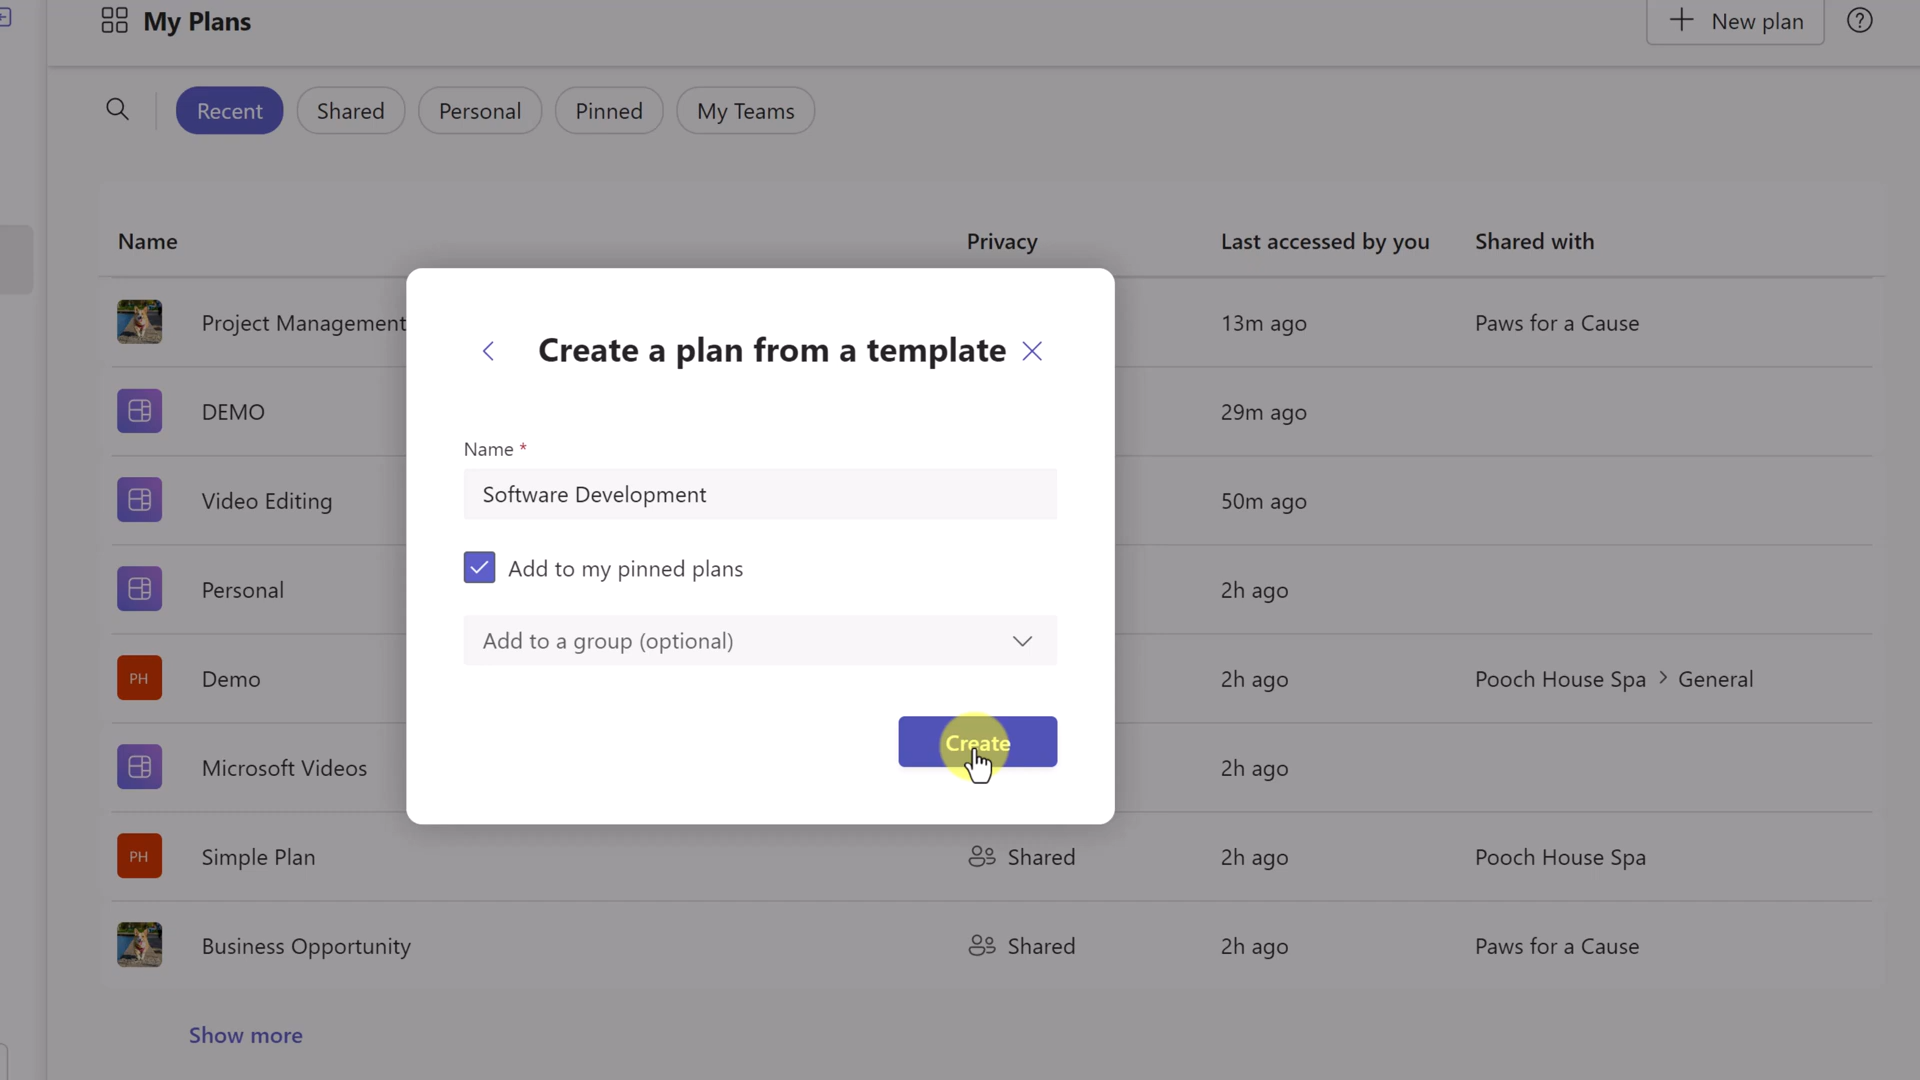 My Plans
New plan
Recent
Shared
Personal
Pinned
My Teams
Name
Privacy
Last accessed by you
Shared with
Project Management
13m ago
Paws for a Cause
DEMO
29m ago
Video Editing
50m ago
Personal
2h ago
PH
Demo
2h ago
Pooch House Spa > General
Microsoft Videos
2h ago
PH
Simple Plan
Shared
2h ago
Pooch House Spa
Business Opportunity
Shared
2h ago
Paws for a Cause
Show more
Create a plan from a template
Name *
Software Development
Add to my pinned plans
Add to a group (optional)
Create